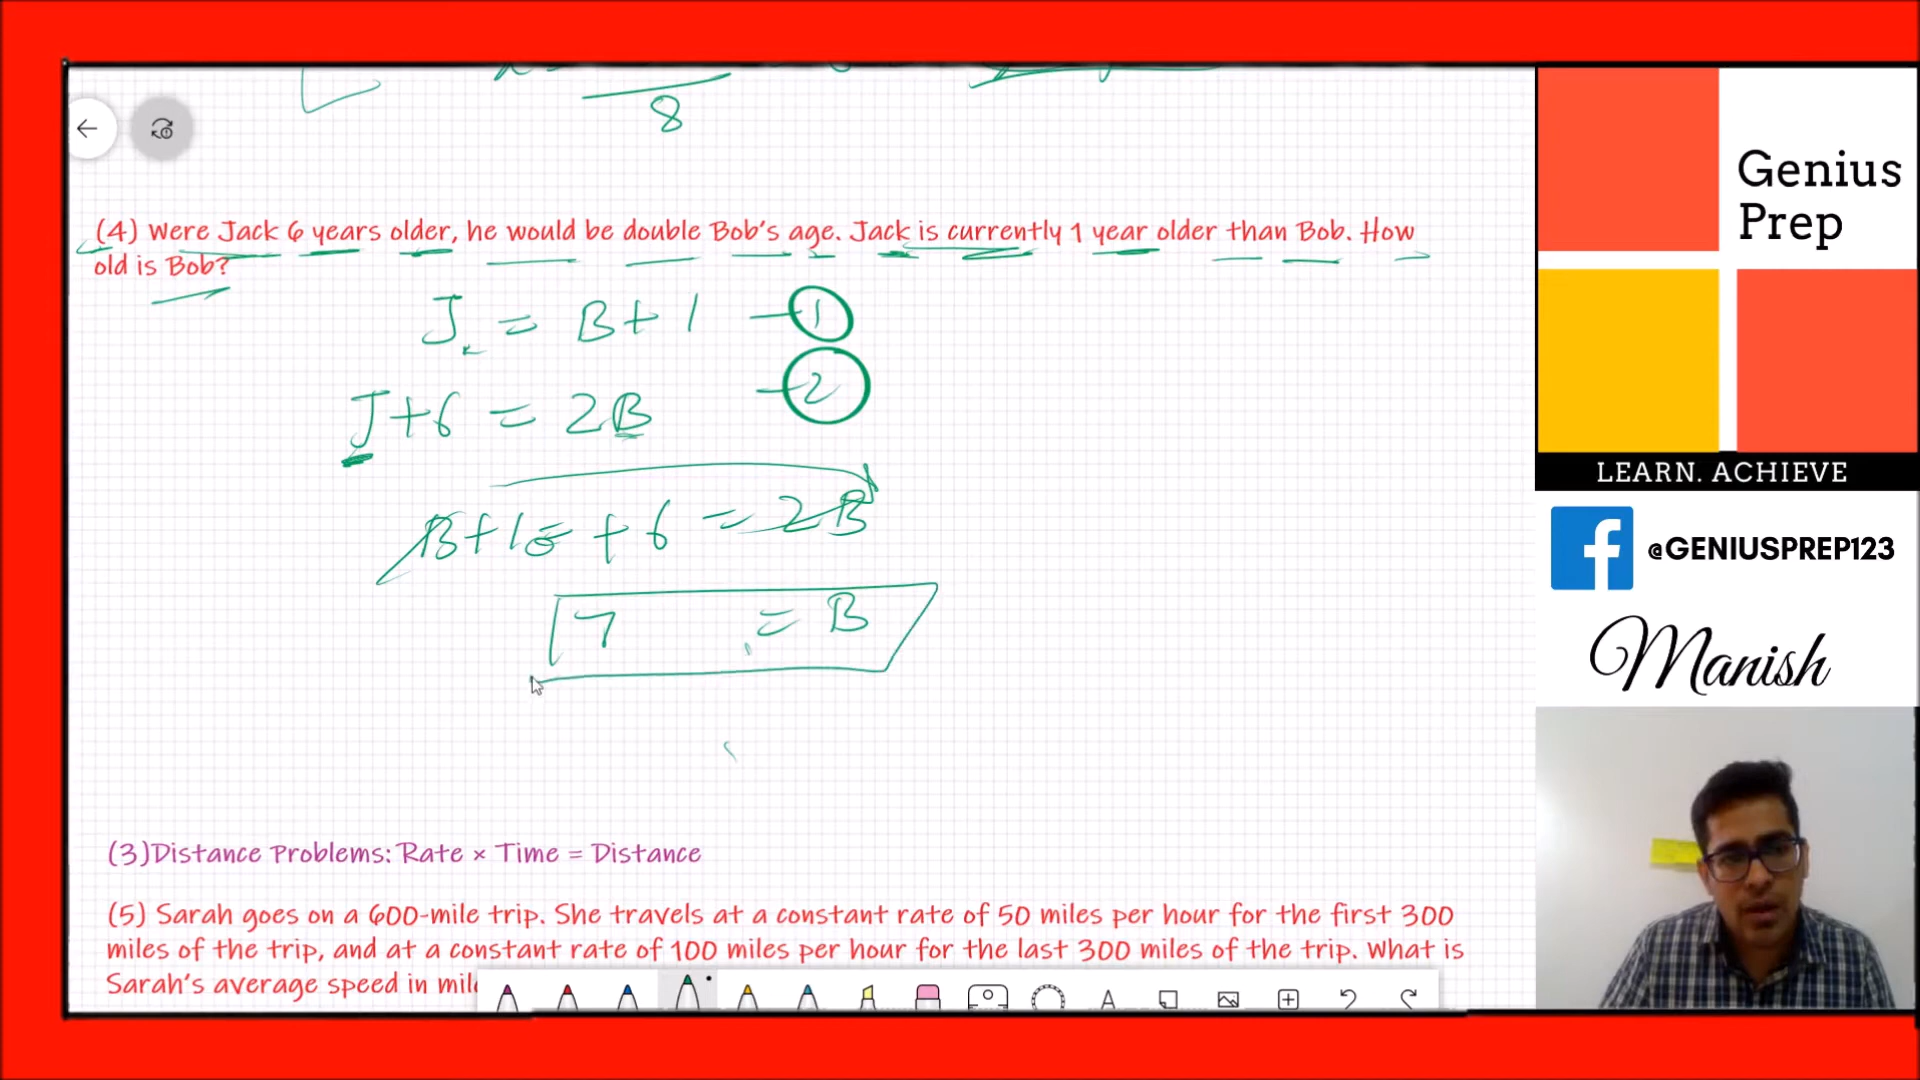 8
(4) Were Jack 6 years older, he would be double Bob's age. Jack is currently 1 year older than Bob. How
old is Bob?
J = B + 1 — 1
J + 6 = 2B — 2
B + 1 + 6 = 2B
7 = B
(3)Distance Problems: Rate × Time = Distance
(5) Sarah goes on a 600-mile trip. She travels at a constant rate of 50 miles per hour for the first 300
miles of the trip, and at a constant rate of 100 miles per hour for the last 300 miles of the trip. What is
Sarah's average speed in mil
Genius
Prep
LEARN. ACHIEVE
@GENIUSPREP123
Manish